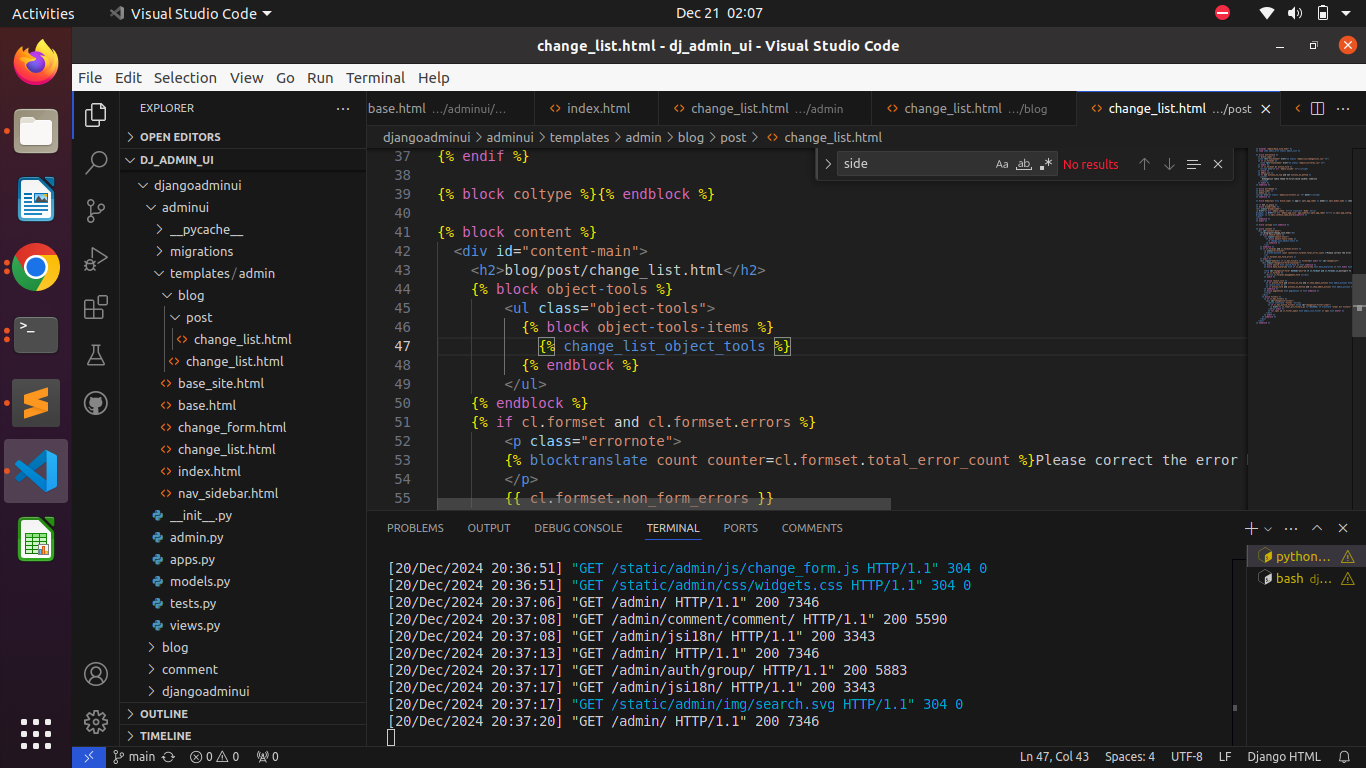 Activities
Visual Studio Code
Dec 21 02:07
change_list.html - dj_admin_ui - Visual Studio Code
File Edit Selection View Go Run Terminal Help
EXPLORER
OPEN EDITORS
DJ_ADMIN_UI
djangoadminui
adminui
__pycache__
migrations
templates/admin
blog
post
change_list.html
change_list.html
base_site.html
base.html
change_form.html
change_list.html
index.html
nav_sidebar.html
__init__.py
admin.py
apps.py
models.py
tests.py
views.py
blog
comment
djangoadminui
OUTLINE
TIMELINE
base.html .../adminui/...
index.html
change_list.html .../admin
change_list.html .../blog
change_list.html .../post
djangoadminui > adminui > templates > admin > blog > post > change_list.html
side
Aa ab .*
No results
37 {% endif %}
38
39 {% block coltype %}{% endblock %}
40
41 {% block content %}
42 <div id="content-main">
43 <h2>blog/post/change_list.html</h2>
44 {% block object-tools %}
45 <ul class="object-tools">
46 {% block object-tools-items %}
47 {% change_list_object_tools %}
48 {% endblock %}
49 </ul>
50 {% endblock %}
51 {% if cl.formset and cl.formset.errors %}
52 <p class="errornote">
53 {% blocktranslate count counter=cl.formset.total_error_count %}Please correct the error
54 </p>
55 {{ cl.formset.non_form_errors }}
PROBLEMS OUTPUT DEBUG CONSOLE TERMINAL PORTS COMMENTS
[20/Dec/2024 20:36:51] "GET /static/admin/js/change_form.js HTTP/1.1" 304 0
[20/Dec/2024 20:36:51] "GET /static/admin/css/widgets.css HTTP/1.1" 304 0
[20/Dec/2024 20:37:06] "GET /admin/ HTTP/1.1" 200 7346
[20/Dec/2024 20:37:08] "GET /admin/comment/comment/ HTTP/1.1" 200 5590
[20/Dec/2024 20:37:08] "GET /admin/jsi18n/ HTTP/1.1" 200 3343
[20/Dec/2024 20:37:13] "GET /admin/ HTTP/1.1" 200 7346
[20/Dec/2024 20:37:17] "GET /admin/auth/group/ HTTP/1.1" 200 5883
[20/Dec/2024 20:37:17] "GET /admin/jsi18n/ HTTP/1.1" 200 3343
[20/Dec/2024 20:37:17] "GET /static/admin/img/search.svg HTTP/1.1" 304 0
[20/Dec/2024 20:37:20] "GET /admin/ HTTP/1.1" 200 7346
python...
bash dj...
main
0 0
0
Ln 47, Col 43
Spaces: 4
UTF-8
LF
Django HTML